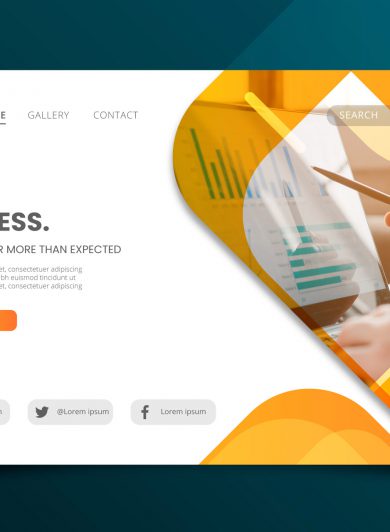 E GALLERY CONTACT SEARCH
ESS.
R MORE THAN EXPECTED
et, consectetuer adipiscing
bh euismod tincidunt ut
et, consectetuer adipiscing
m @Lorem ipsum Lorem ipsum